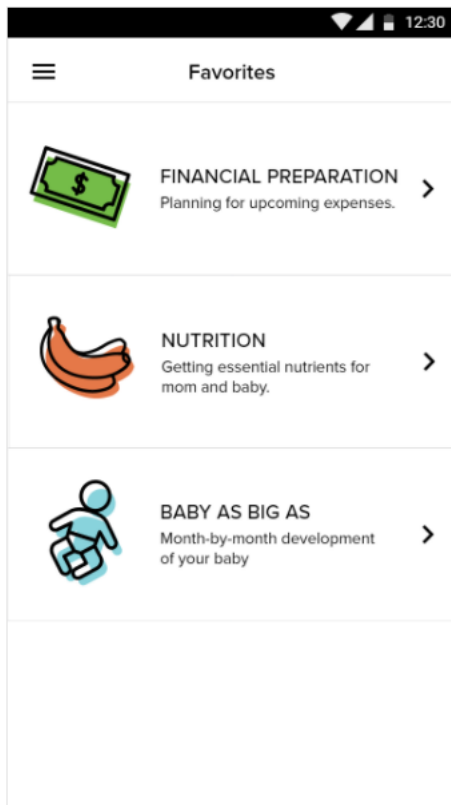 12:30
Favorites
$
FINANCIAL PREPARATION
Planning for upcoming expenses.
NUTRITION
Getting essential nutrients for
mom and baby.
BABY AS BIG AS
Month-by-month development
of your baby